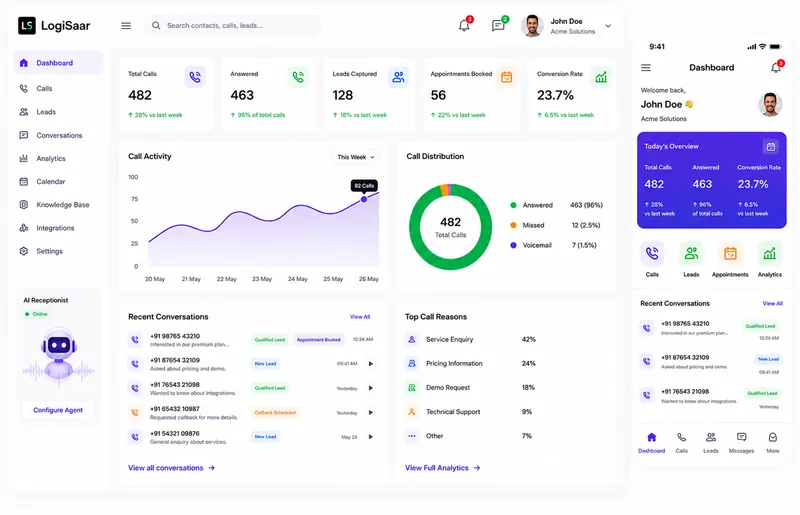 LS LogiSaar
Search contacts, calls, leads...
3
2
John Doe
Acme Solutions
Dashboard
Calls
Leads
Conversations
Analytics
Calendar
Knowledge Base
Integrations
Settings
AI Receptionist
Online
Configure Agent
Total Calls
482
↑ 28% vs last week
Answered
463
↑ 96% of total calls
Leads Captured
128
↑ 18% vs last week
Appointments Booked
56
↑ 22% vs last week
Conversion Rate
23.7%
↑ 6.5% vs last week
Call Activity
This Week
100
75
50
25
0
82 Calls
20 May 21 May 22 May 23 May 24 May 25 May 26 May
Call Distribution
482
Total Calls
Answered 463 (96%)
Missed 12 (2.5%)
Voicemail 7 (1.5%)
Recent Conversations View All
+91 98765 43210
Interested in our premium plan...
Qualified Lead Appointment Booked 10:24 AM
+91 87654 32109
Asked about pricing and demo.
New Lead 09:41 AM
+91 76543 21098
Wanted to know about integrations.
Qualified Lead Yesterday
+91 65432 10987
Requested callback for more details.
Callback Scheduled Yesterday
+91 54321 09876
General enquiry about services.
New Lead May 24
View all conversations →
Top Call Reasons
Service Enquiry 42%
Pricing Information 24%
Demo Request 18%
Technical Support 9%
Other 7%
View Full Analytics →
9:41
Dashboard
3
Welcome back,
John Doe 👋
Acme Solutions
Today's Overview
Total Calls Answered Conversion Rate
482 463 23.7%
↑ 28% ↑ 96% ↑ 6.5%
vs last week of total calls vs last week
Calls Leads Appointments Analytics
Recent Conversations View All
+91 98765 43210
Interested in our premium plan...
Qualified Lead
10:24 AM
+91 87654 32109
Asked about pricing and demo.
New Lead
09:41 AM
+91 76543 21098
Wanted to know about integrations.
Qualified Lead
Yesterday
Dashboard Calls Leads Messages More